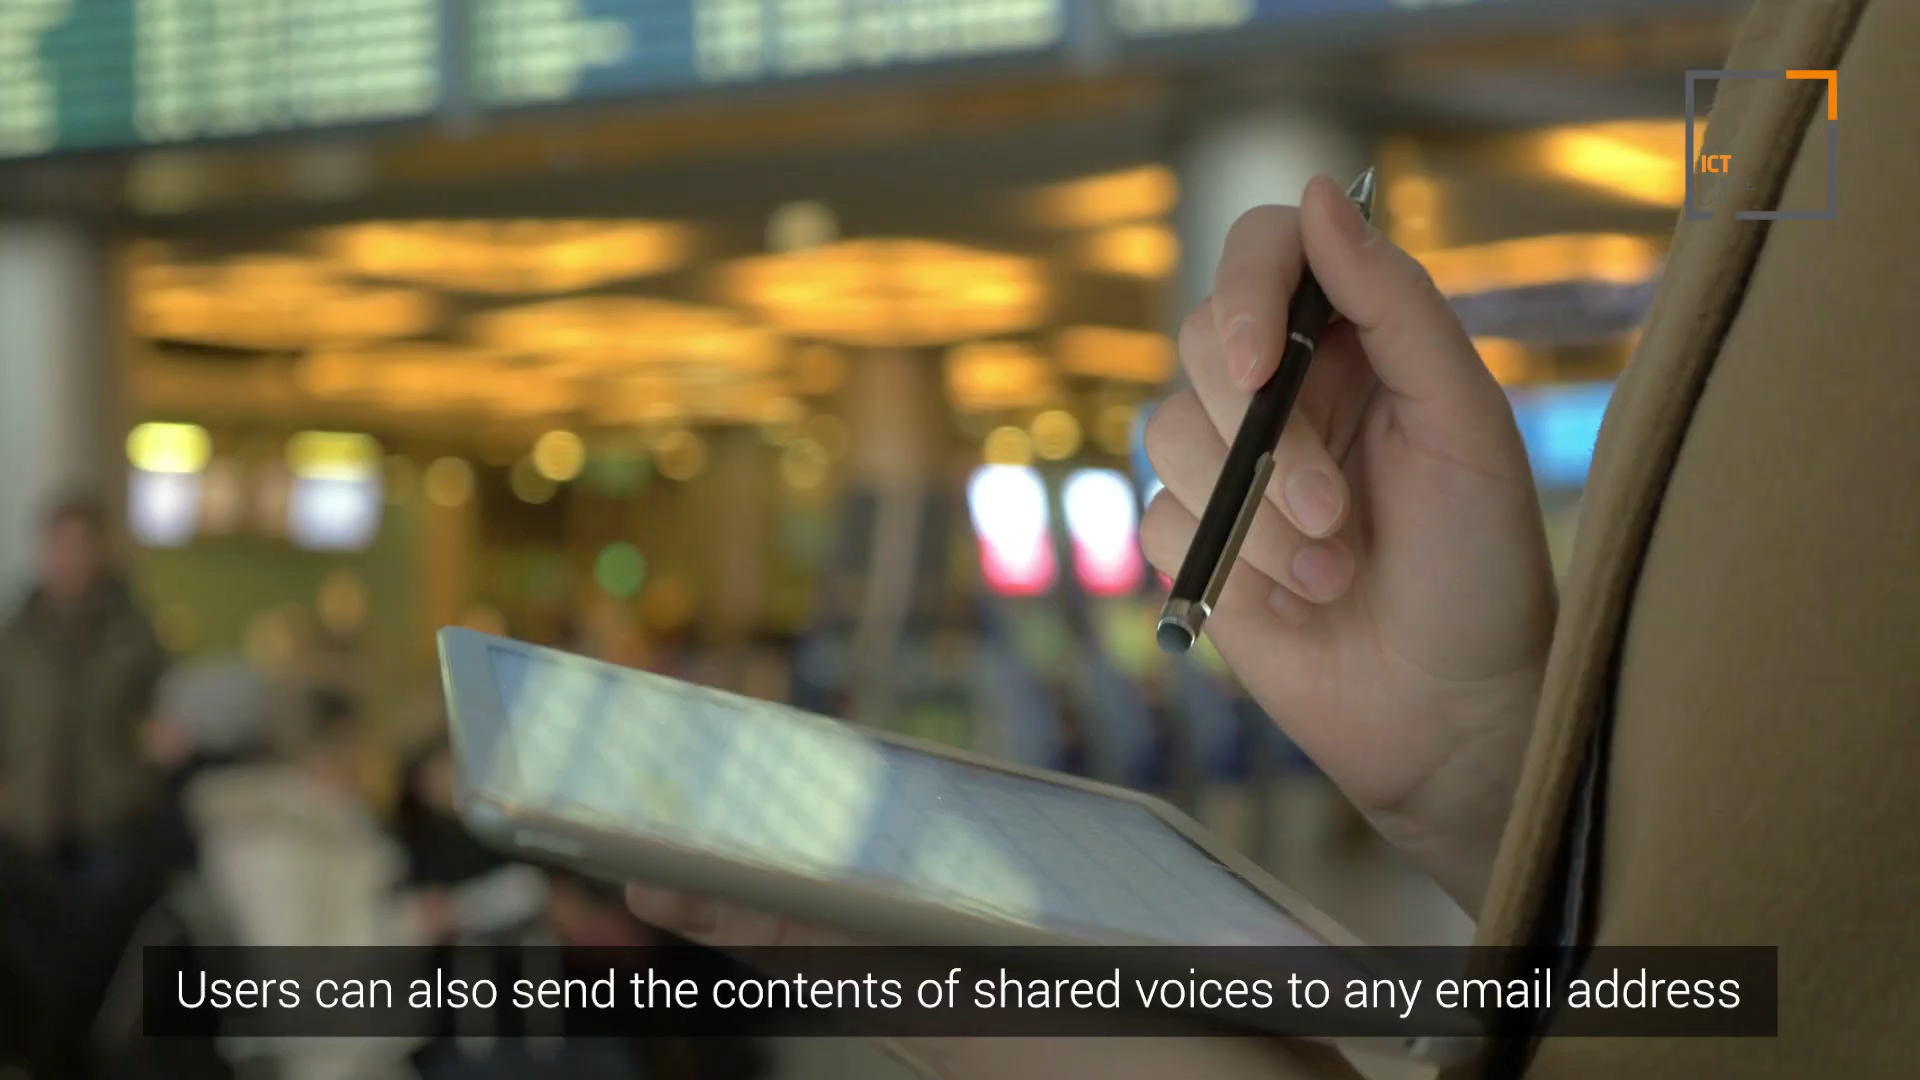 ICT
Users can also send the contents of shared voices to any email address